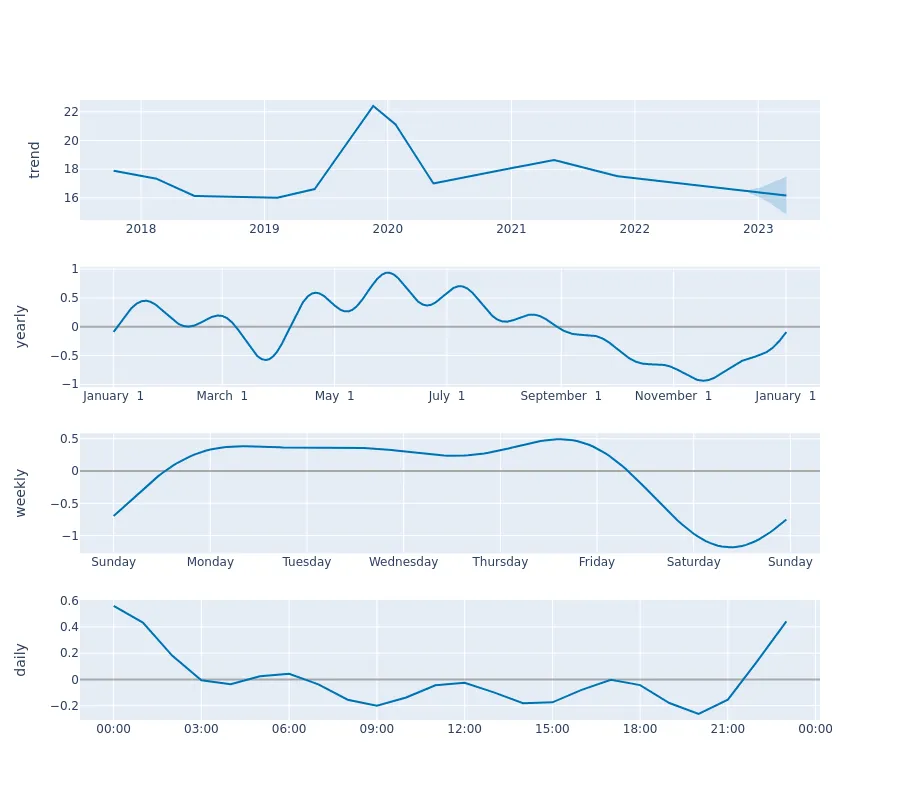 trend
22
20
18
16
2018 2019 2020 2021 2022 2023
yearly
1
0.5
0
−0.5
−1
January 1 March 1 May 1 July 1 September 1 November 1 January 1
weekly
0.5
0
−0.5
−1
Sunday Monday Tuesday Wednesday Thursday Friday Saturday Sunday
daily
0.6
0.4
0.2
0
−0.2
00:00 03:00 06:00 09:00 12:00 15:00 18:00 21:00 00:00